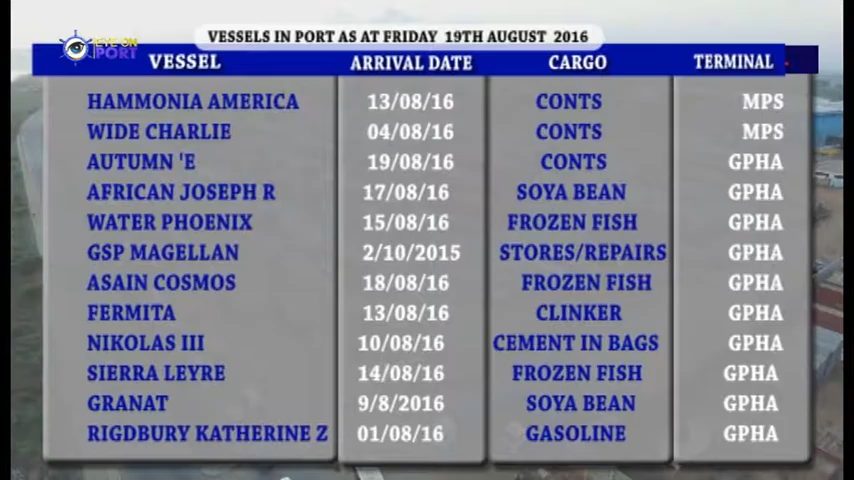 VESSELS IN PORT AS AT FRIDAY 19TH AUGUST 2016
EYE ON
PORT
VESSEL ARRIVAL DATE CARGO TERMINAL
HAMMONIA AMERICA 13/08/16 CONTS MPS
WIDE CHARLIE 04/08/16 CONTS MPS
AUTUMN 'E 19/08/16 CONTS GPHA
AFRICAN JOSEPH R 17/08/16 SOYA BEAN GPHA
WATER PHOENIX 15/08/16 FROZEN FISH GPHA
GSP MAGELLAN 2/10/2015 STORES/REPAIRS GPHA
ASAIN COSMOS 18/08/16 FROZEN FISH GPHA
FERMITA 13/08/16 CLINKER GPHA
NIKOLAS III 10/08/16 CEMENT IN BAGS GPHA
SIERRA LEYRE 14/08/16 FROZEN FISH GPHA
GRANAT 9/8/2016 SOYA BEAN GPHA
RIGDBURY KATHERINE Z 01/08/16 GASOLINE GPHA